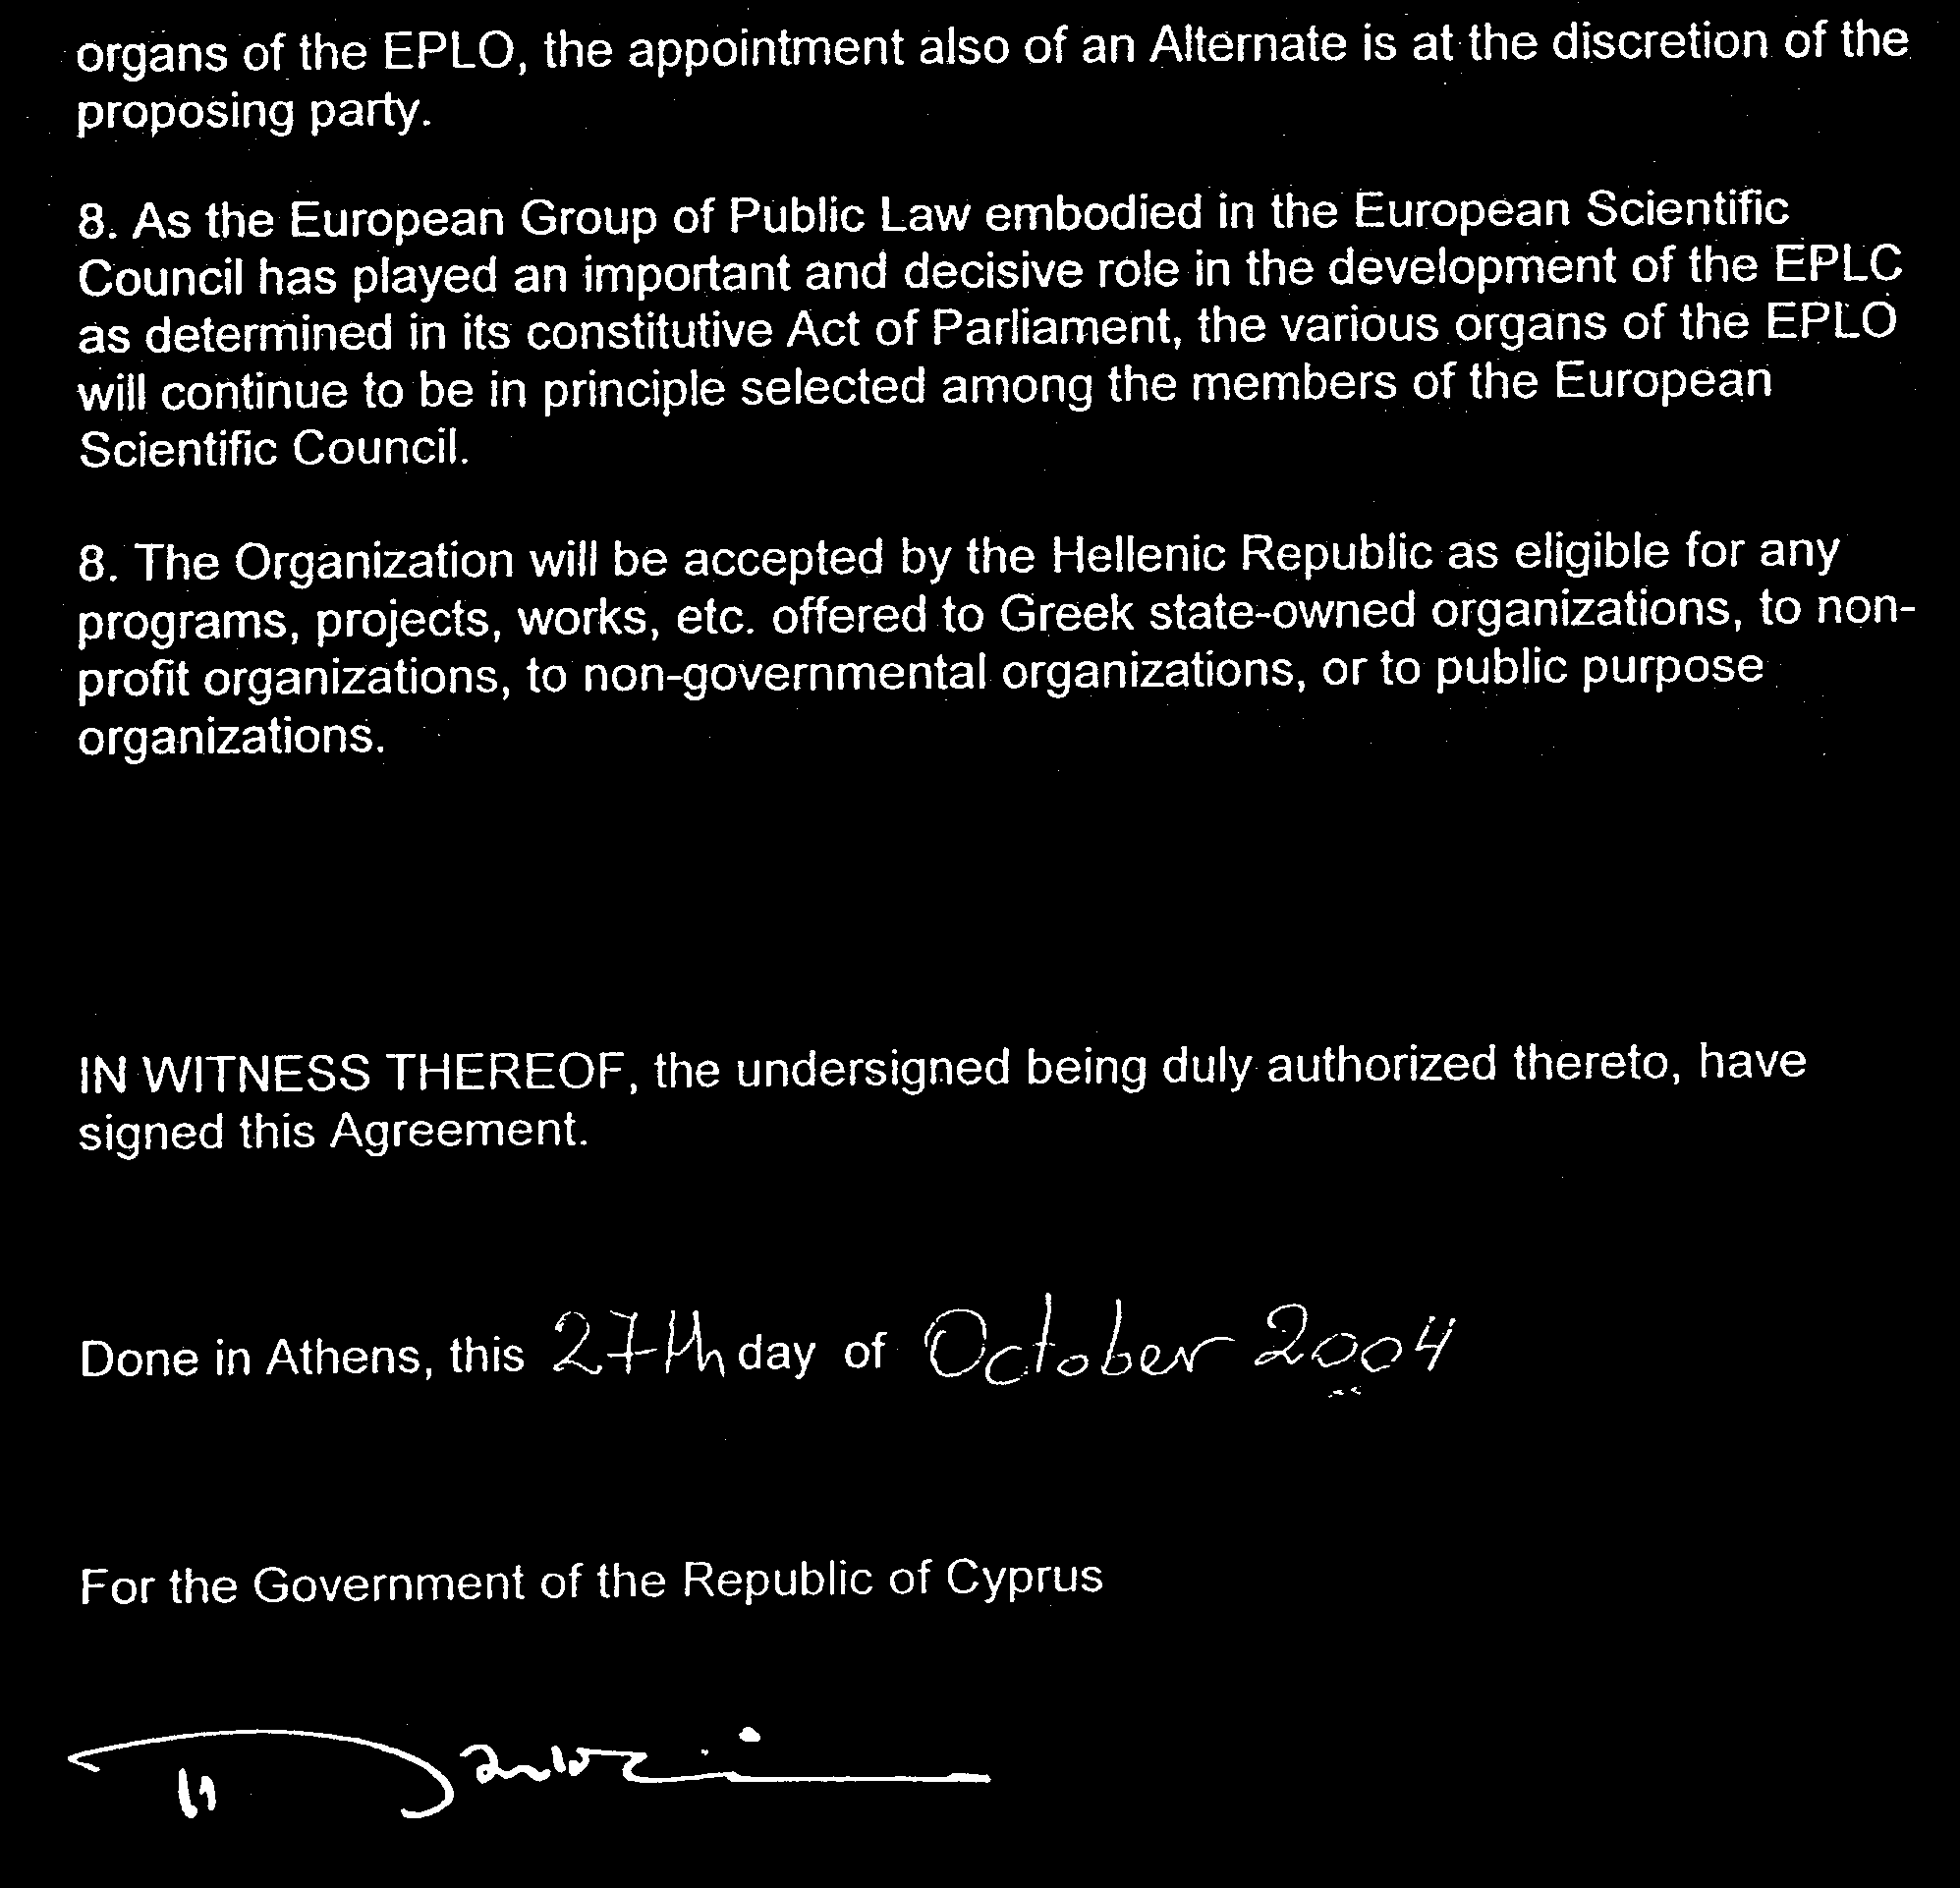 organs of the EPLO, the appointment also of an Alternate is at the discretion of the
proposing party.
8. As the European Group of Public Law embodied in the European Scientific
Council has played an important and decisive role in the development of the EPLC
as determined in its constitutive Act of Parliament, the various organs of the EPLO
will continue to be in principle selected among the members of the European
Scientific Council.
8. The Organization will be accepted by the Hellenic Republic as eligible for any
programs, projects, works, etc. offered to Greek state-owned organizations, to non-
profit organizations, to non-governmental organizations, or to public purpose
organizations.
IN WITNESS THEREOF, the undersigned being duly authorized thereto, have
signed this Agreement.
Done in Athens, this 27th day of October 2004
For the Government of the Republic of Cyprus